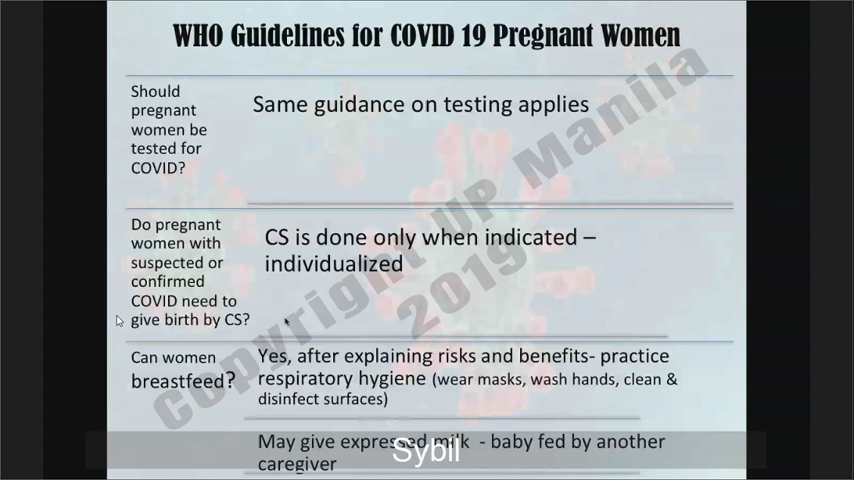 WHO Guidelines for COVID 19 Pregnant Women
Should
pregnant
women be
tested for
COVID?
Same guidance on testing applies
Do pregnant
women with
suspected or
confirmed
COVID need to
give birth by CS?
CS is done only when indicated –
individualized
Can women
breastfeed?
Yes, after explaining risks and benefits- practice
respiratory hygiene (wear masks, wash hands, clean &
disinfect surfaces)
May give expressed milk - baby fed by another
caregiver
Copyright UP Manila
2019
Sybil